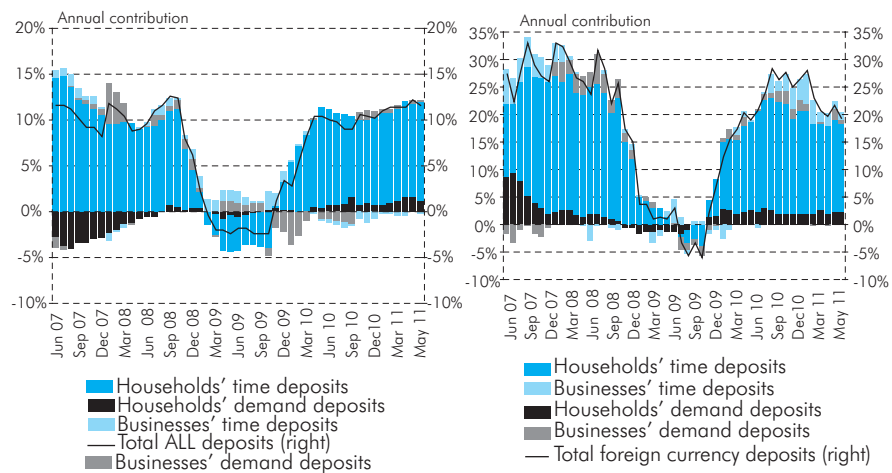 Annual contribution
20%
15%
10%
5%
0%
-5%
-10%
20%
15%
10%
5%
0%
-5%
-10%
Jun 07
Sep 07
Dec 07
Mar 08
Jun 08
Sep 08
Dec 08
Mar 09
Jun 09
Sep 09
Dec 09
Mar 10
Jun 10
Sep 10
Dec10
Mar 11
May 11
Households' time deposits
Households' demand deposits
Businesses' time deposits
Total ALL deposits (right)
Businesses' demand deposits
Annual contribution
35%
30%
25%
20%
15%
10%
5%
0%
-5%
-10%
35%
30%
25%
20%
15%
10%
5%
0%
-5%
-10%
Jun 07
Sep 07
Dec 07
Mar 08
Jun 08
Sep 08
Dec 08
Mar 09
Jun 09
Sep 09
Dec 09
Mar 10
Jun 10
Sep 10
Dec 10
Mar 11
May 11
Households' time deposits
Businesses' time deposits
Households' demand deposits
Businesses' demand deposits
Total foreign currency deposits (right)